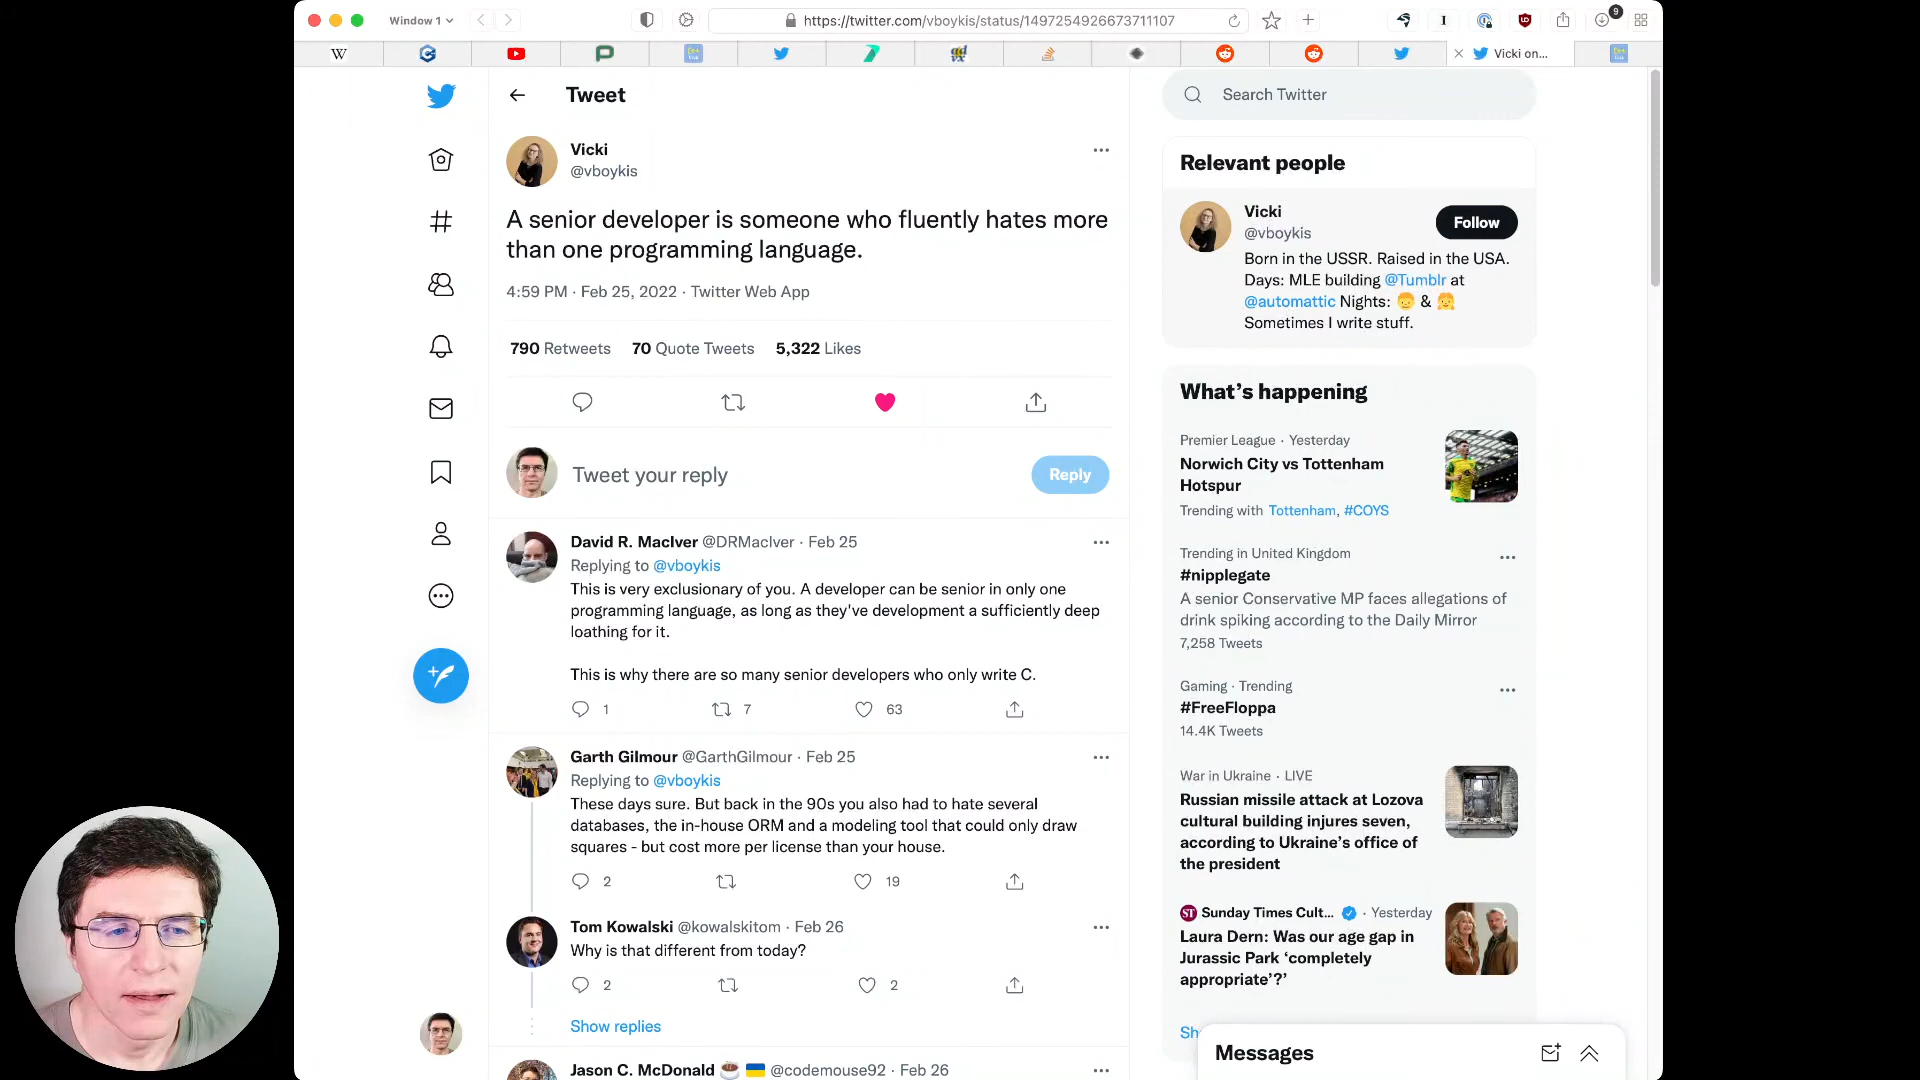 Window 1
https://twitter.com/vboykis/status/1497254926673711107
9
W
Vicki on...
Tweet
Vicki
@vboykis
A senior developer is someone who fluently hates more
than one programming language.
4:59 PM · Feb 25, 2022 · Twitter Web App
790 Retweets 70 Quote Tweets 5,322 Likes
Tweet your reply
Reply
David R. MacIver @DRMacIver · Feb 25
Replying to @vboykis
This is very exclusionary of you. A developer can be senior in only one
programming language, as long as they've development a sufficiently deep
loathing for it.
This is why there are so many senior developers who only write C.
1 7 63
Garth Gilmour @GarthGilmour · Feb 25
Replying to @vboykis
These days sure. But back in the 90s you also had to hate several
databases, the in-house ORM and a modeling tool that could only draw
squares - but cost more per license than your house.
2 19
Tom Kowalski @kowalskitom · Feb 26
Why is that different from today?
2 2
Show replies
Jason C. McDonald @codemouse92 · Feb 26
Search Twitter
Relevant people
Vicki
@vboykis
Follow
Born in the USSR. Raised in the USA.
Days: MLE building @Tumblr at
@automattic Nights: 👦 & 👧
Sometimes I write stuff.
What's happening
Premier League · Yesterday
Norwich City vs Tottenham
Hotspur
Trending with Tottenham, #COYS
Trending in United Kingdom
#nipplegate
A senior Conservative MP faces allegations of
drink spiking according to the Daily Mirror
7,258 Tweets
Gaming · Trending
#FreeFloppa
14.4K Tweets
War in Ukraine · LIVE
Russian missile attack at Lozova
cultural building injures seven,
according to Ukraine's office of
the president
ST Sunday Times Cult... · Yesterday
Laura Dern: Was our age gap in
Jurassic Park 'completely
appropriate'?'
Sh
Messages